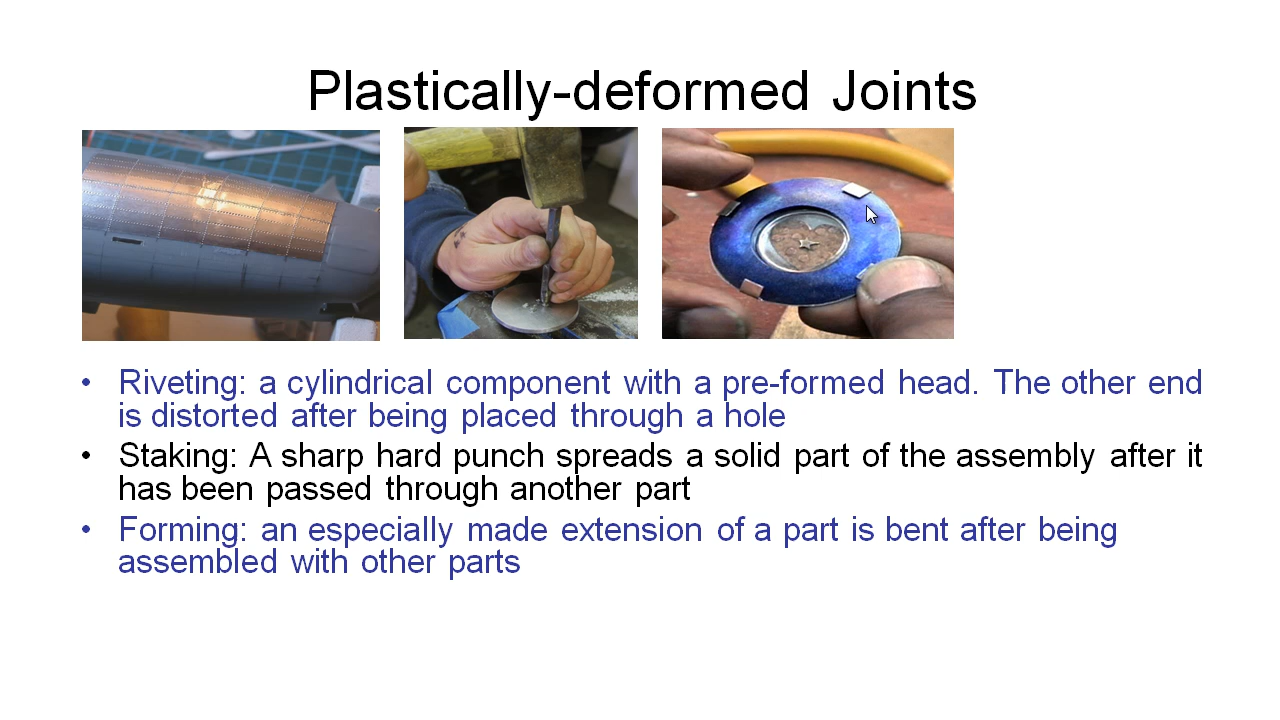 Plastically-deformed Joints
• Riveting: a cylindrical component with a pre-formed head. The other end
is distorted after being placed through a hole
• Staking: A sharp hard punch spreads a solid part of the assembly after it
has been passed through another part
• Forming: an especially made extension of a part is bent after being
assembled with other parts